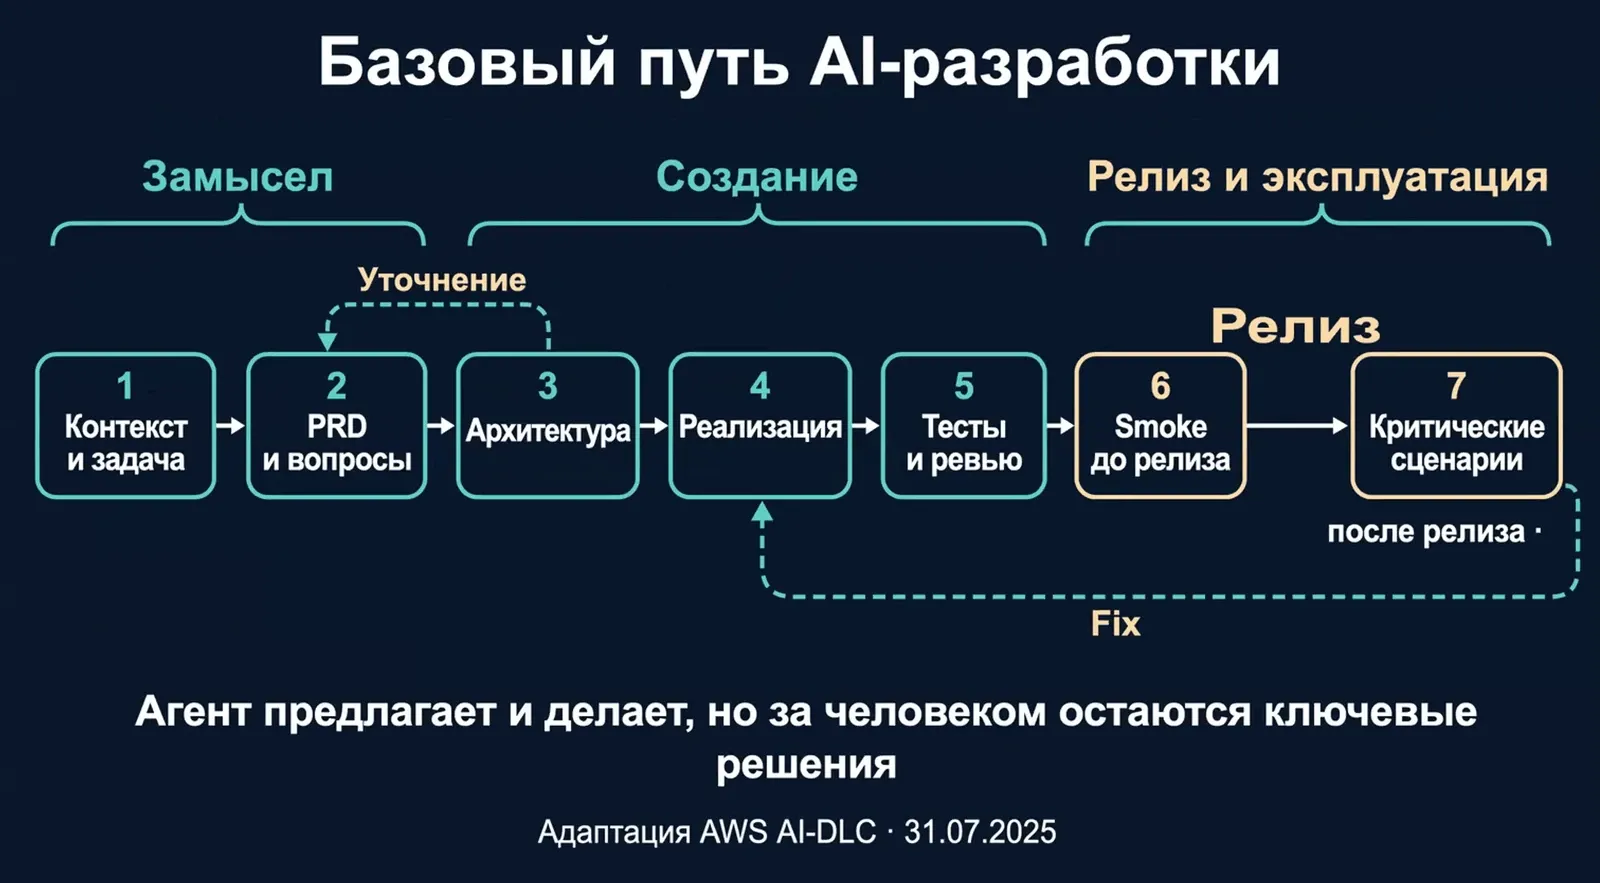 Базовый путь AI-разработки
Замысел
Создание
Релиз и эксплуатация
Уточнение
Релиз
1
Контекст
и задача
2
PRD
и вопросы
3
Архитектура
4
Реализация
5
Тесты
и ревью
6
Smoke
до релиза
7
Критические
сценарии
после релиза ·
Fix
Агент предлагает и делает, но за человеком остаются ключевые
решения
Адаптация AWS AI-DLC · 31.07.2025